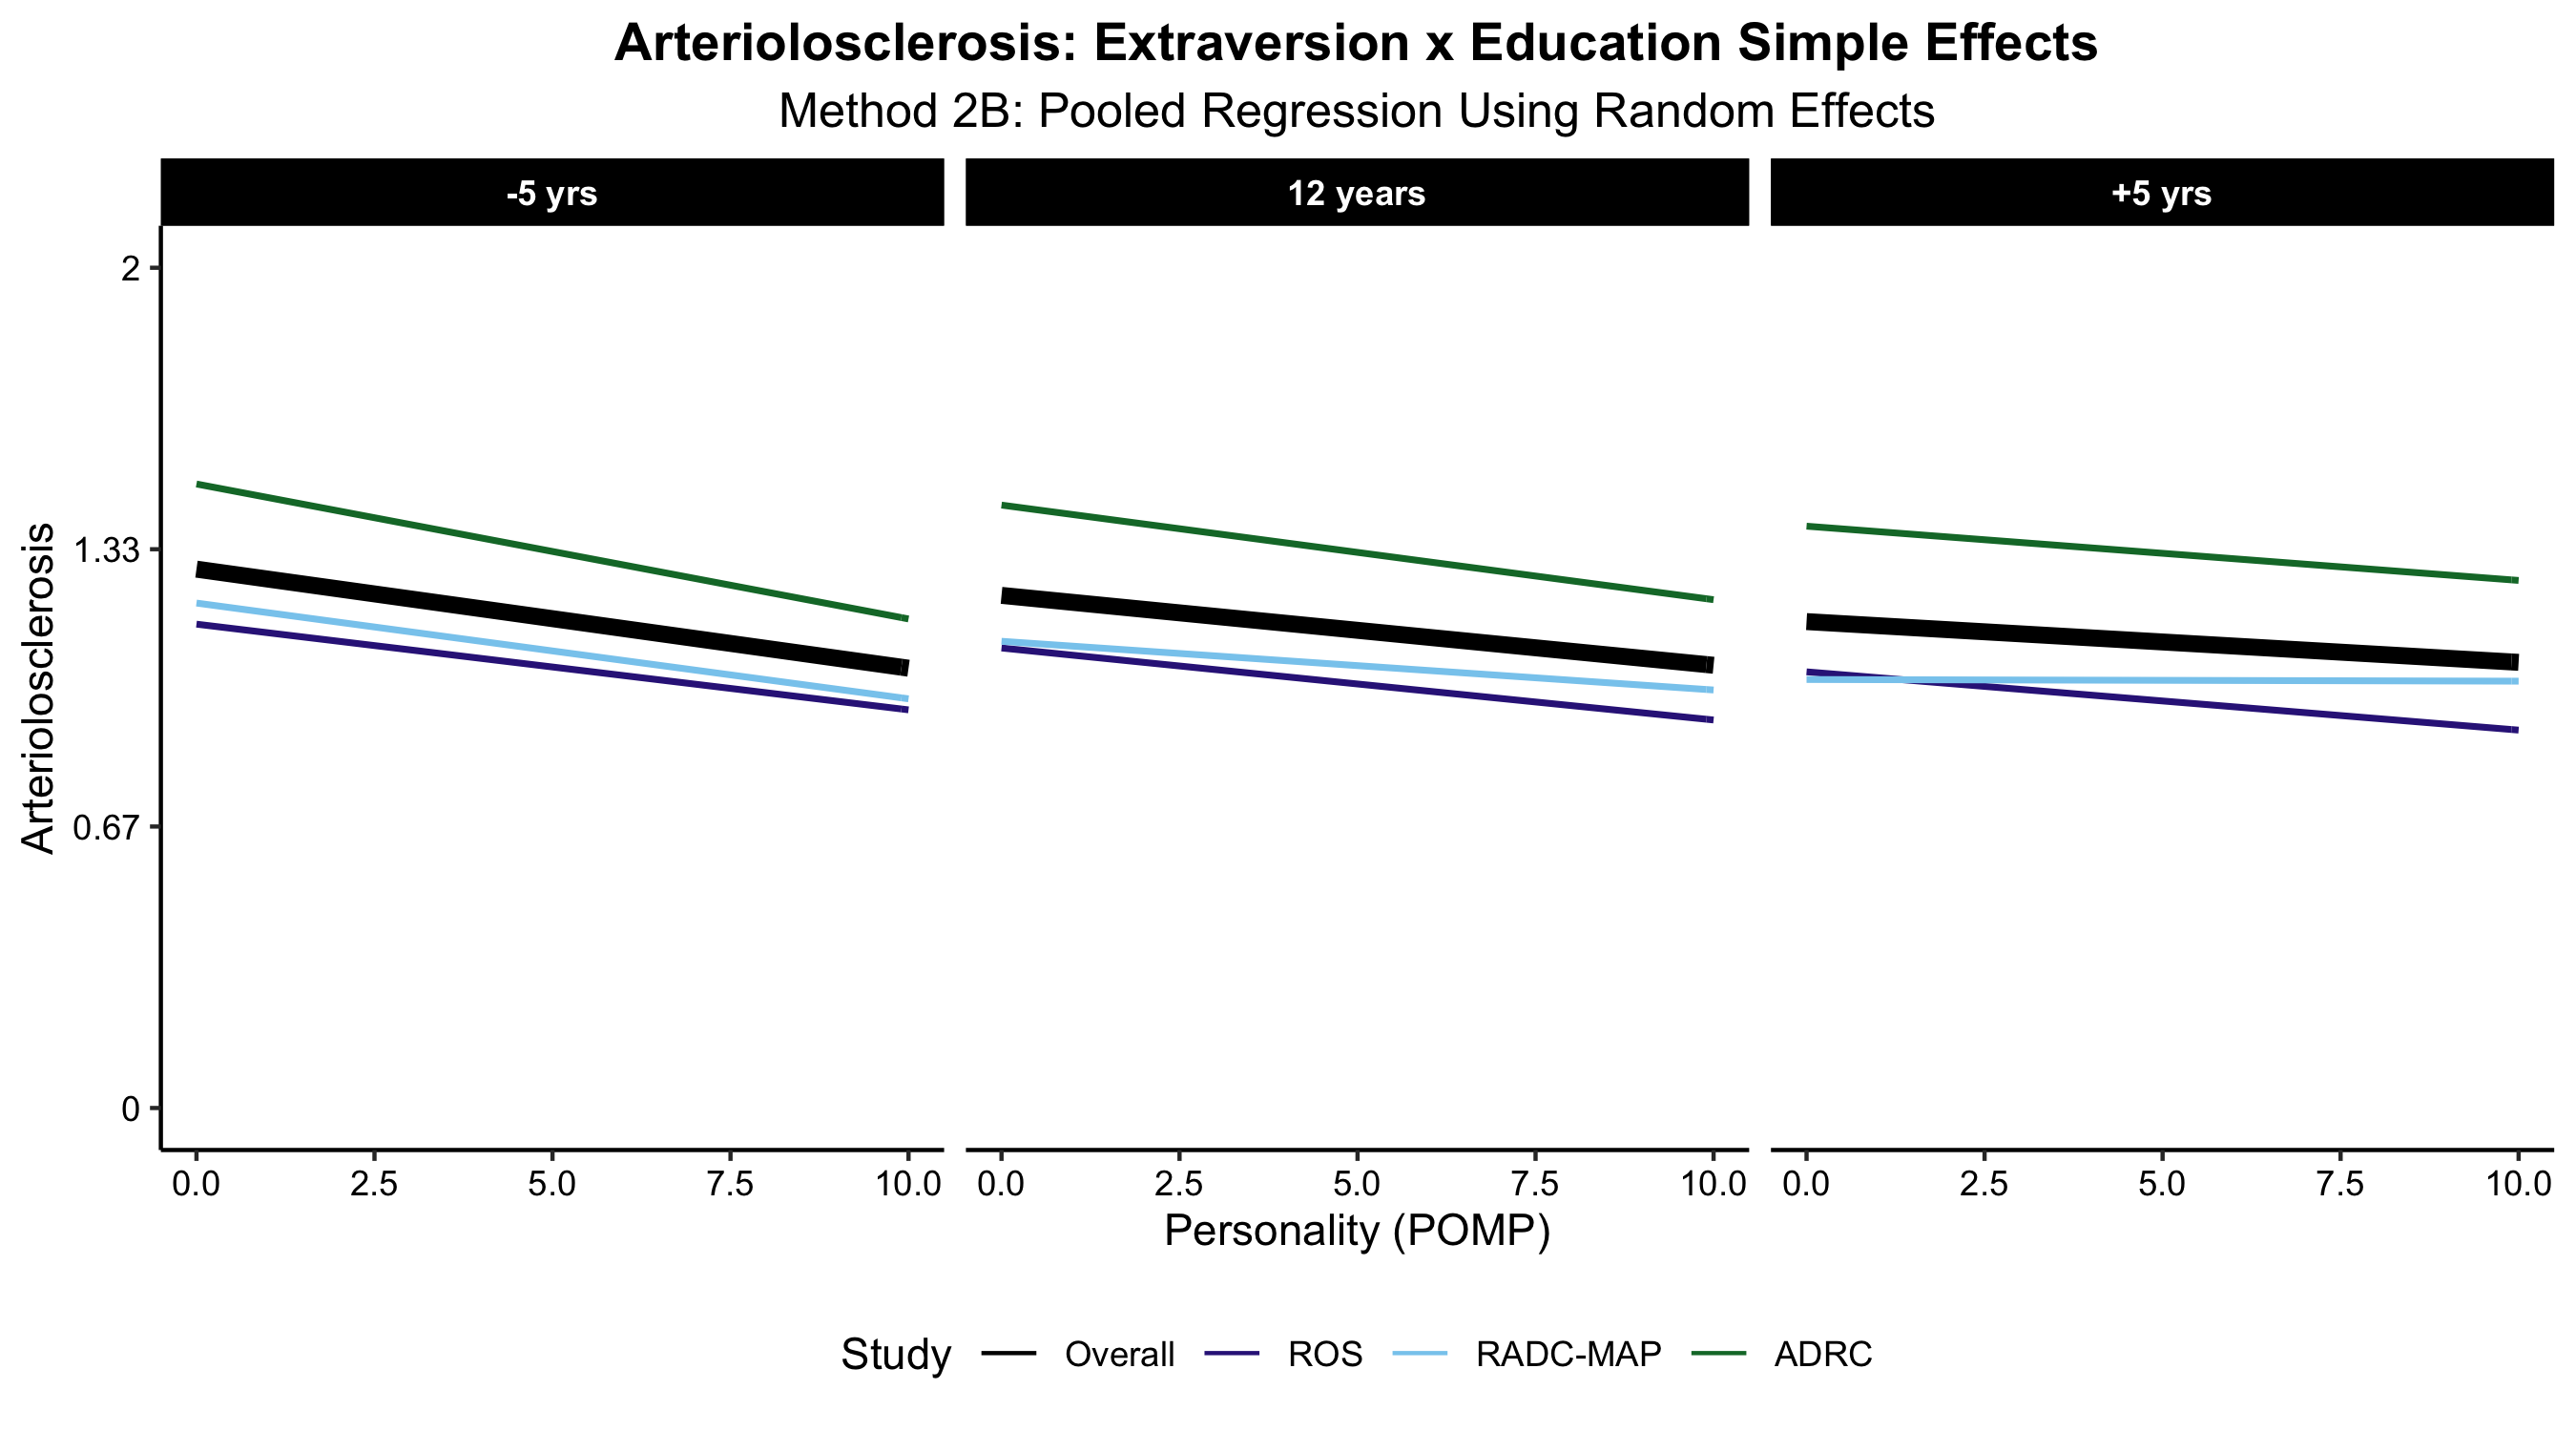 Arteriolosclerosis: Extraversion x Education Simple Effects
Method 2B: Pooled Regression Using Random Effects
-5 yrs 12 years +5 yrs
Arteriolosclerosis
2
1.33
0.67
0
0.0 2.5 5.0 7.5 10.0 0.0 2.5 5.0 7.5 10.0 0.0 2.5 5.0 7.5 10.0
Personality (POMP)
Study Overall ROS RADC-MAP ADRC